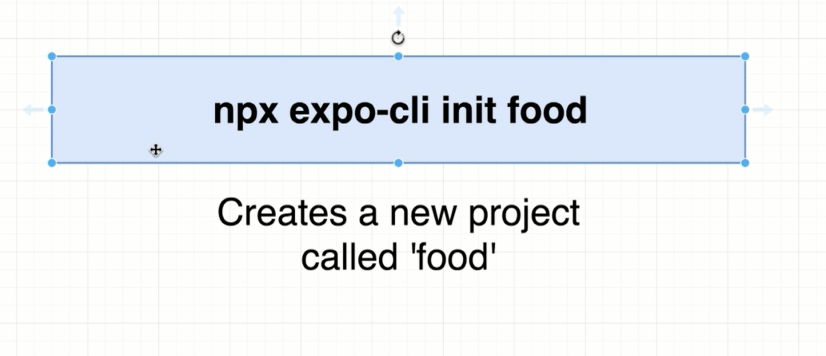 npx expo-cli init food
Creates a new project
called 'food'